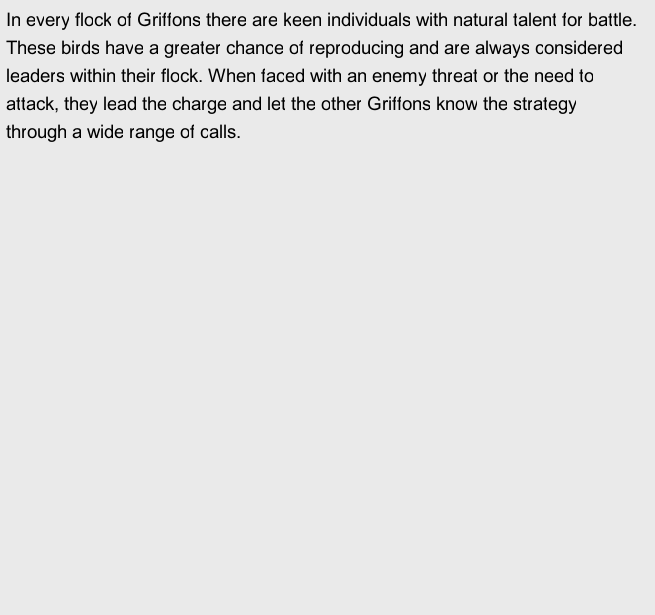 In every flock of Griffons there are keen individuals with natural talent for battle.
These birds have a greater chance of reproducing and are always considered
leaders within their flock. When faced with an enemy threat or the need to
attack, they lead the charge and let the other Griffons know the strategy
through a wide range of calls.